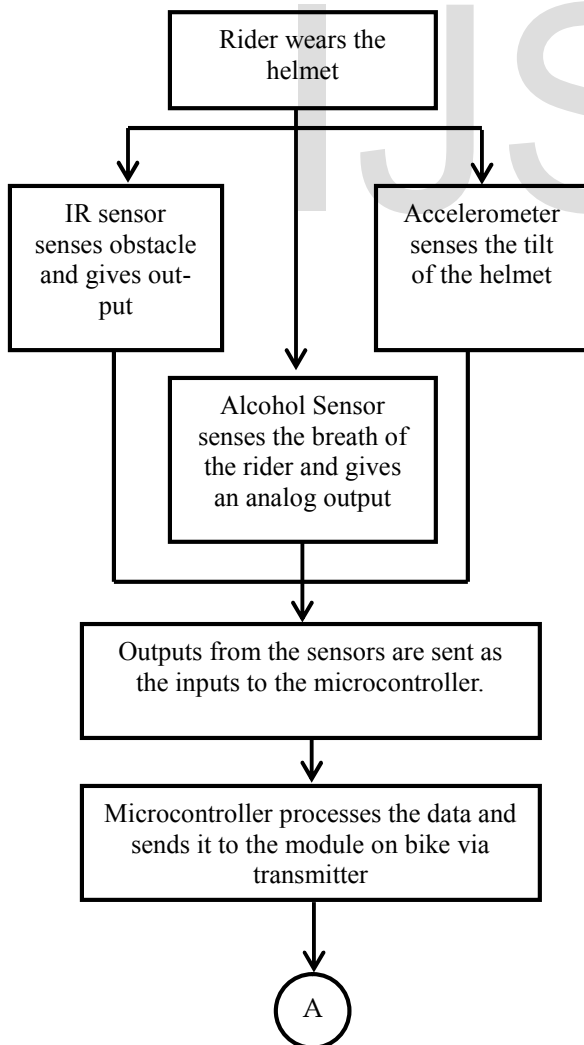 IJS
Rider wears the
helmet
IR sensor
senses obstacle
and gives out-
put
Accelerometer
senses the tilt
of the helmet
Alcohol Sensor
senses the breath of
the rider and gives
an analog output
Outputs from the sensors are sent as
the inputs to the microcontroller.
Microcontroller processes the data and
sends it to the module on bike via
transmitter
A